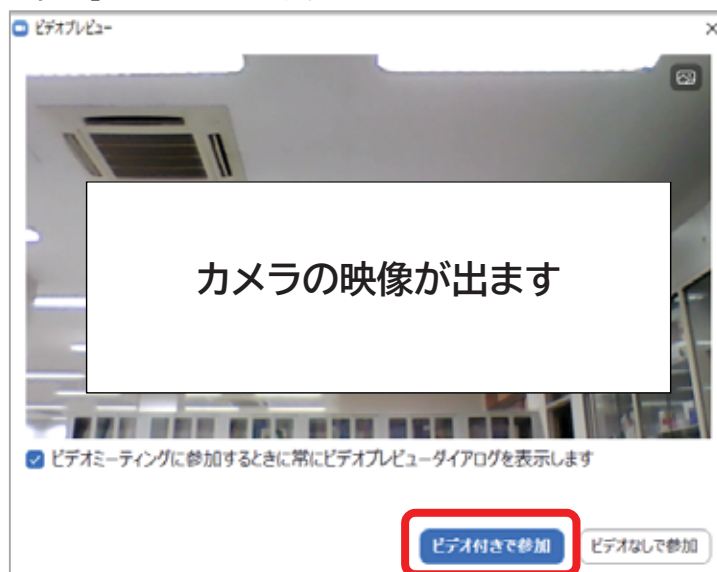 ビデオプレビュー
カメラの映像が出ます
ビデオミーティングに参加するときに常にビデオプレビューダイアログを表示します
ビデオ付きで参加
ビデオなしで参加